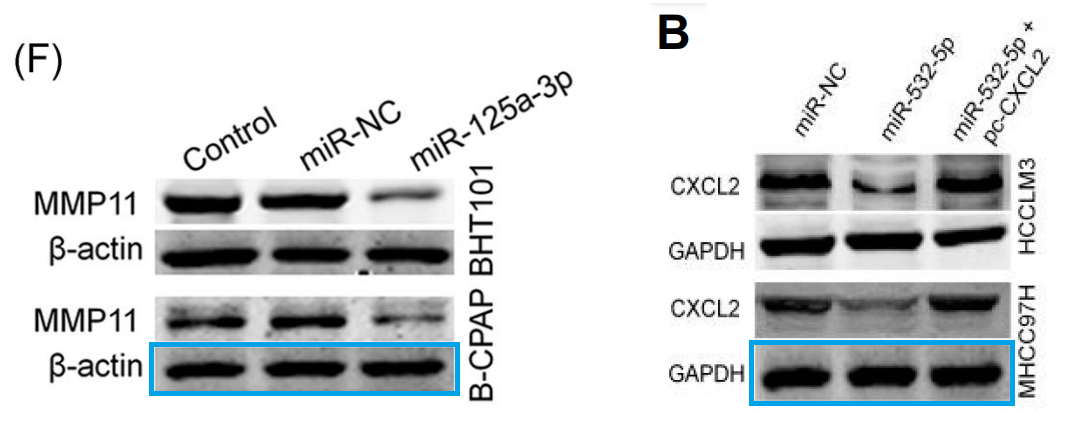 (F)
Control
miR-NC
miR-125a-3p
MMP11
β-actin
BHT101
MMP11
β-actin
B-CPAP
B
miR-NC
miR-532-5p
miR-532-5p +
pc-CXCL2
CXCL2
GAPDH
HCCLM3
CXCL2
GAPDH
MHCC97H